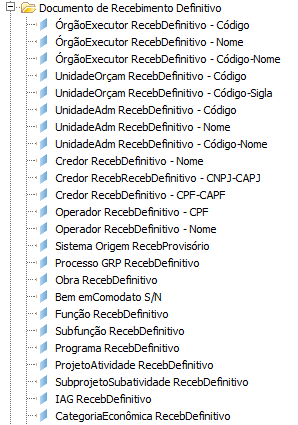 Documento de Recebimento Definitivo
ÓrgãoExecutor RecebDefinitivo - Código
ÓrgãoExecutor RecebDefinitivo - Nome
ÓrgãoExecutor RecebDefinitivo - Código-Nome
UnidadeOrçam RecebDefinitivo - Código
UnidadeOrçam RecebDefinitivo - Código-Sigla
UnidadeAdm RecebDefinitivo - Código
UnidadeAdm RecebDefinitivo - Nome
UnidadeAdm RecebDefinitivo - Código-Nome
Credor RecebDefinitivo - Nome
Credor RecebRecebDefinitivo - CNPJ-CAPJ
Credor RecebDefinitivo - CPF-CAPF
Operador RecebDefinitivo - CPF
Operador RecebDefinitivo - Nome
Sistema Origem RecebProvisório
Processo GRP RecebDefinitivo
Obra RecebDefinitivo
Bem emComodato S/N
Função RecebDefinitivo
Subfunção RecebDefinitivo
Programa RecebDefinitivo
ProjetoAtividade RecebDefinitivo
SubprojetoSubatividade RecebDefinitivo
IAG RecebDefinitivo
CategoriaEconômica RecebDefinitivo